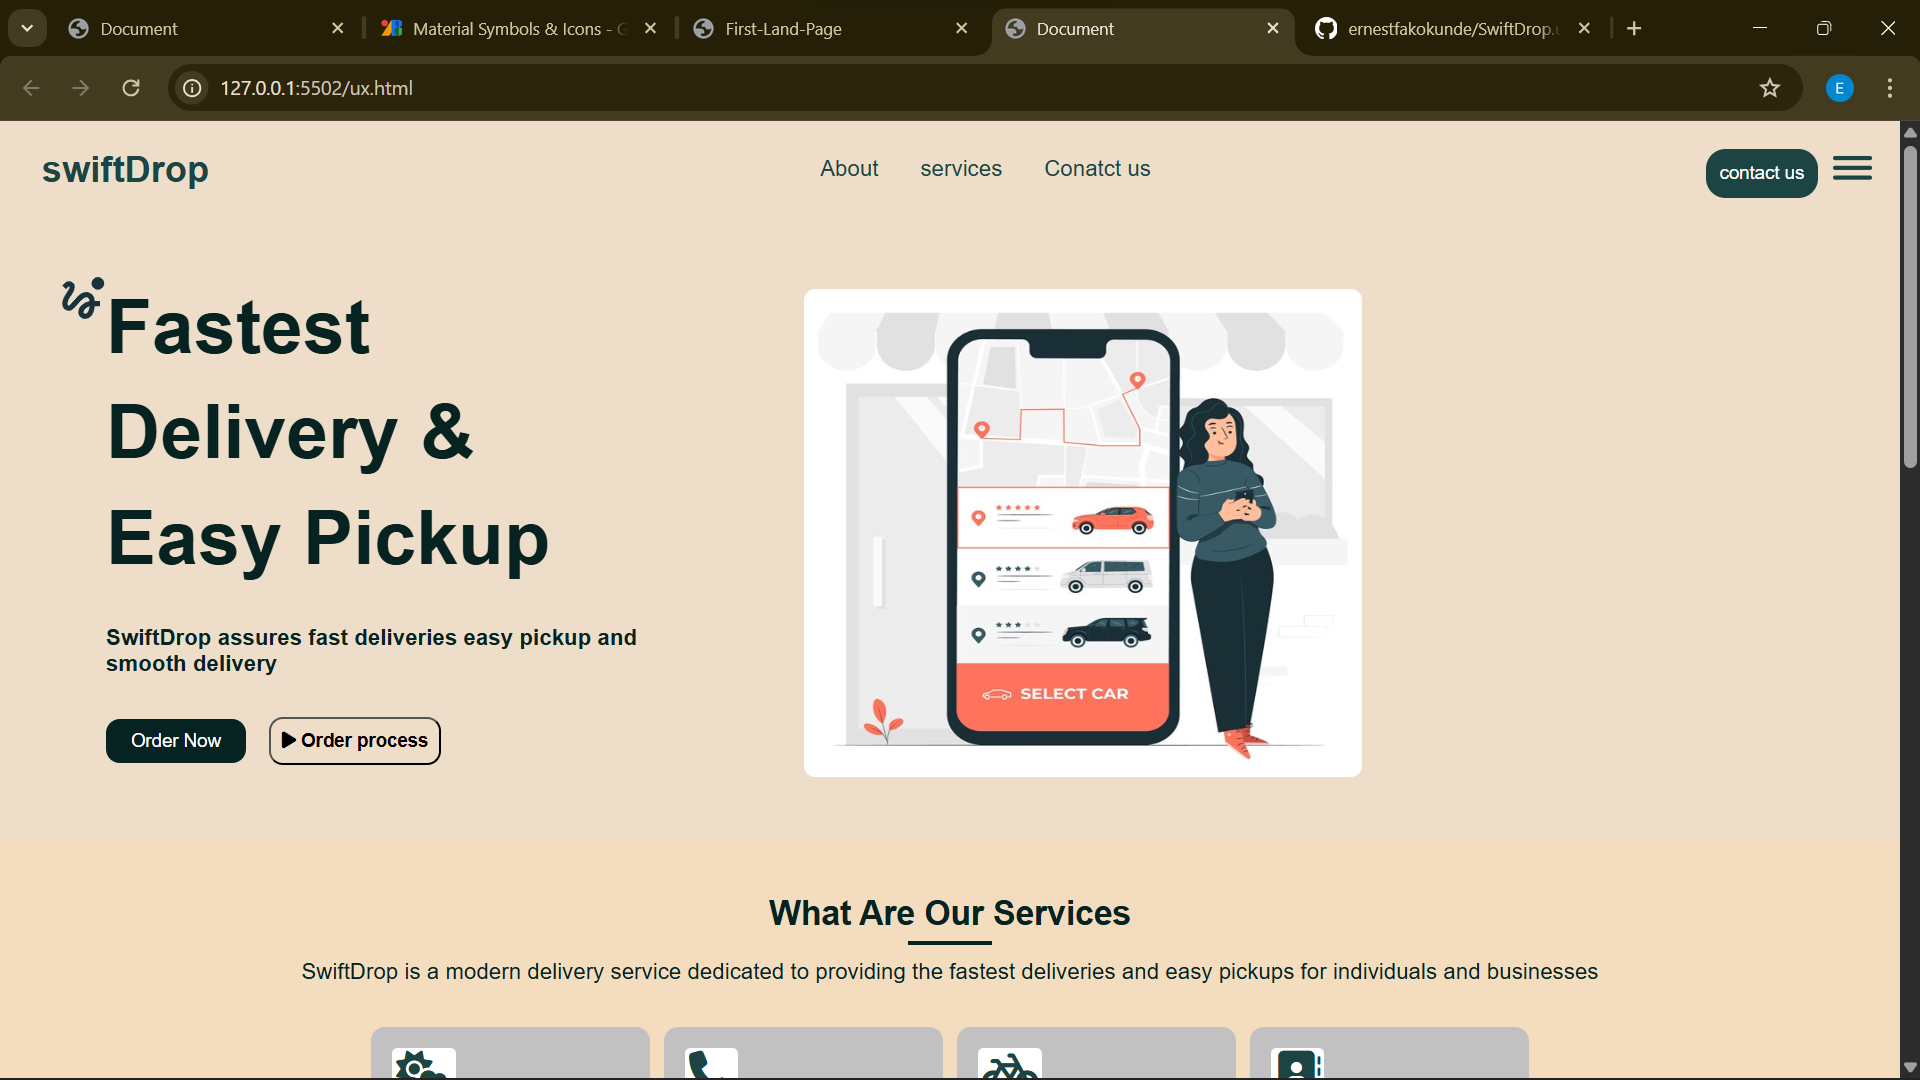 Document
Material Symbols & Icons - G
First-Land-Page
Document
ernestfakokunde/SwiftDrop.u
127.0.0.1:5502/ux.html
E
swiftDrop
About
services
Conatct us
contact us
Fastest
Delivery &
Easy Pickup
SwiftDrop assures fast deliveries easy pickup and
smooth delivery
Order Now
Order process
SELECT CAR
What Are Our Services
SwiftDrop is a modern delivery service dedicated to providing the fastest deliveries and easy pickups for individuals and businesses